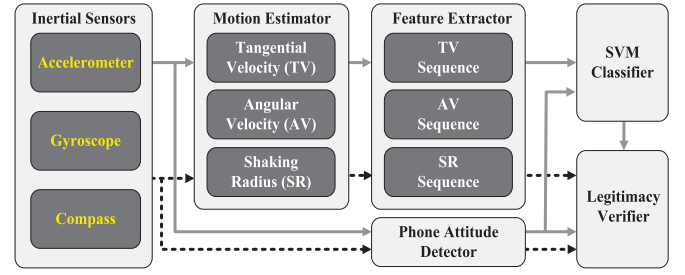 Inertial Sensors
Accelerometer
Gyroscope
Compass
Motion Estimator
Tangential
Velocity (TV)
Angular
Velocity (AV)
Shaking
Radius (SR)
Feature Extractor
TV
Sequence
AV
Sequence
SR
Sequence
Phone Attitude
Detector
SVM
Classifier
Legitimacy
Verifier